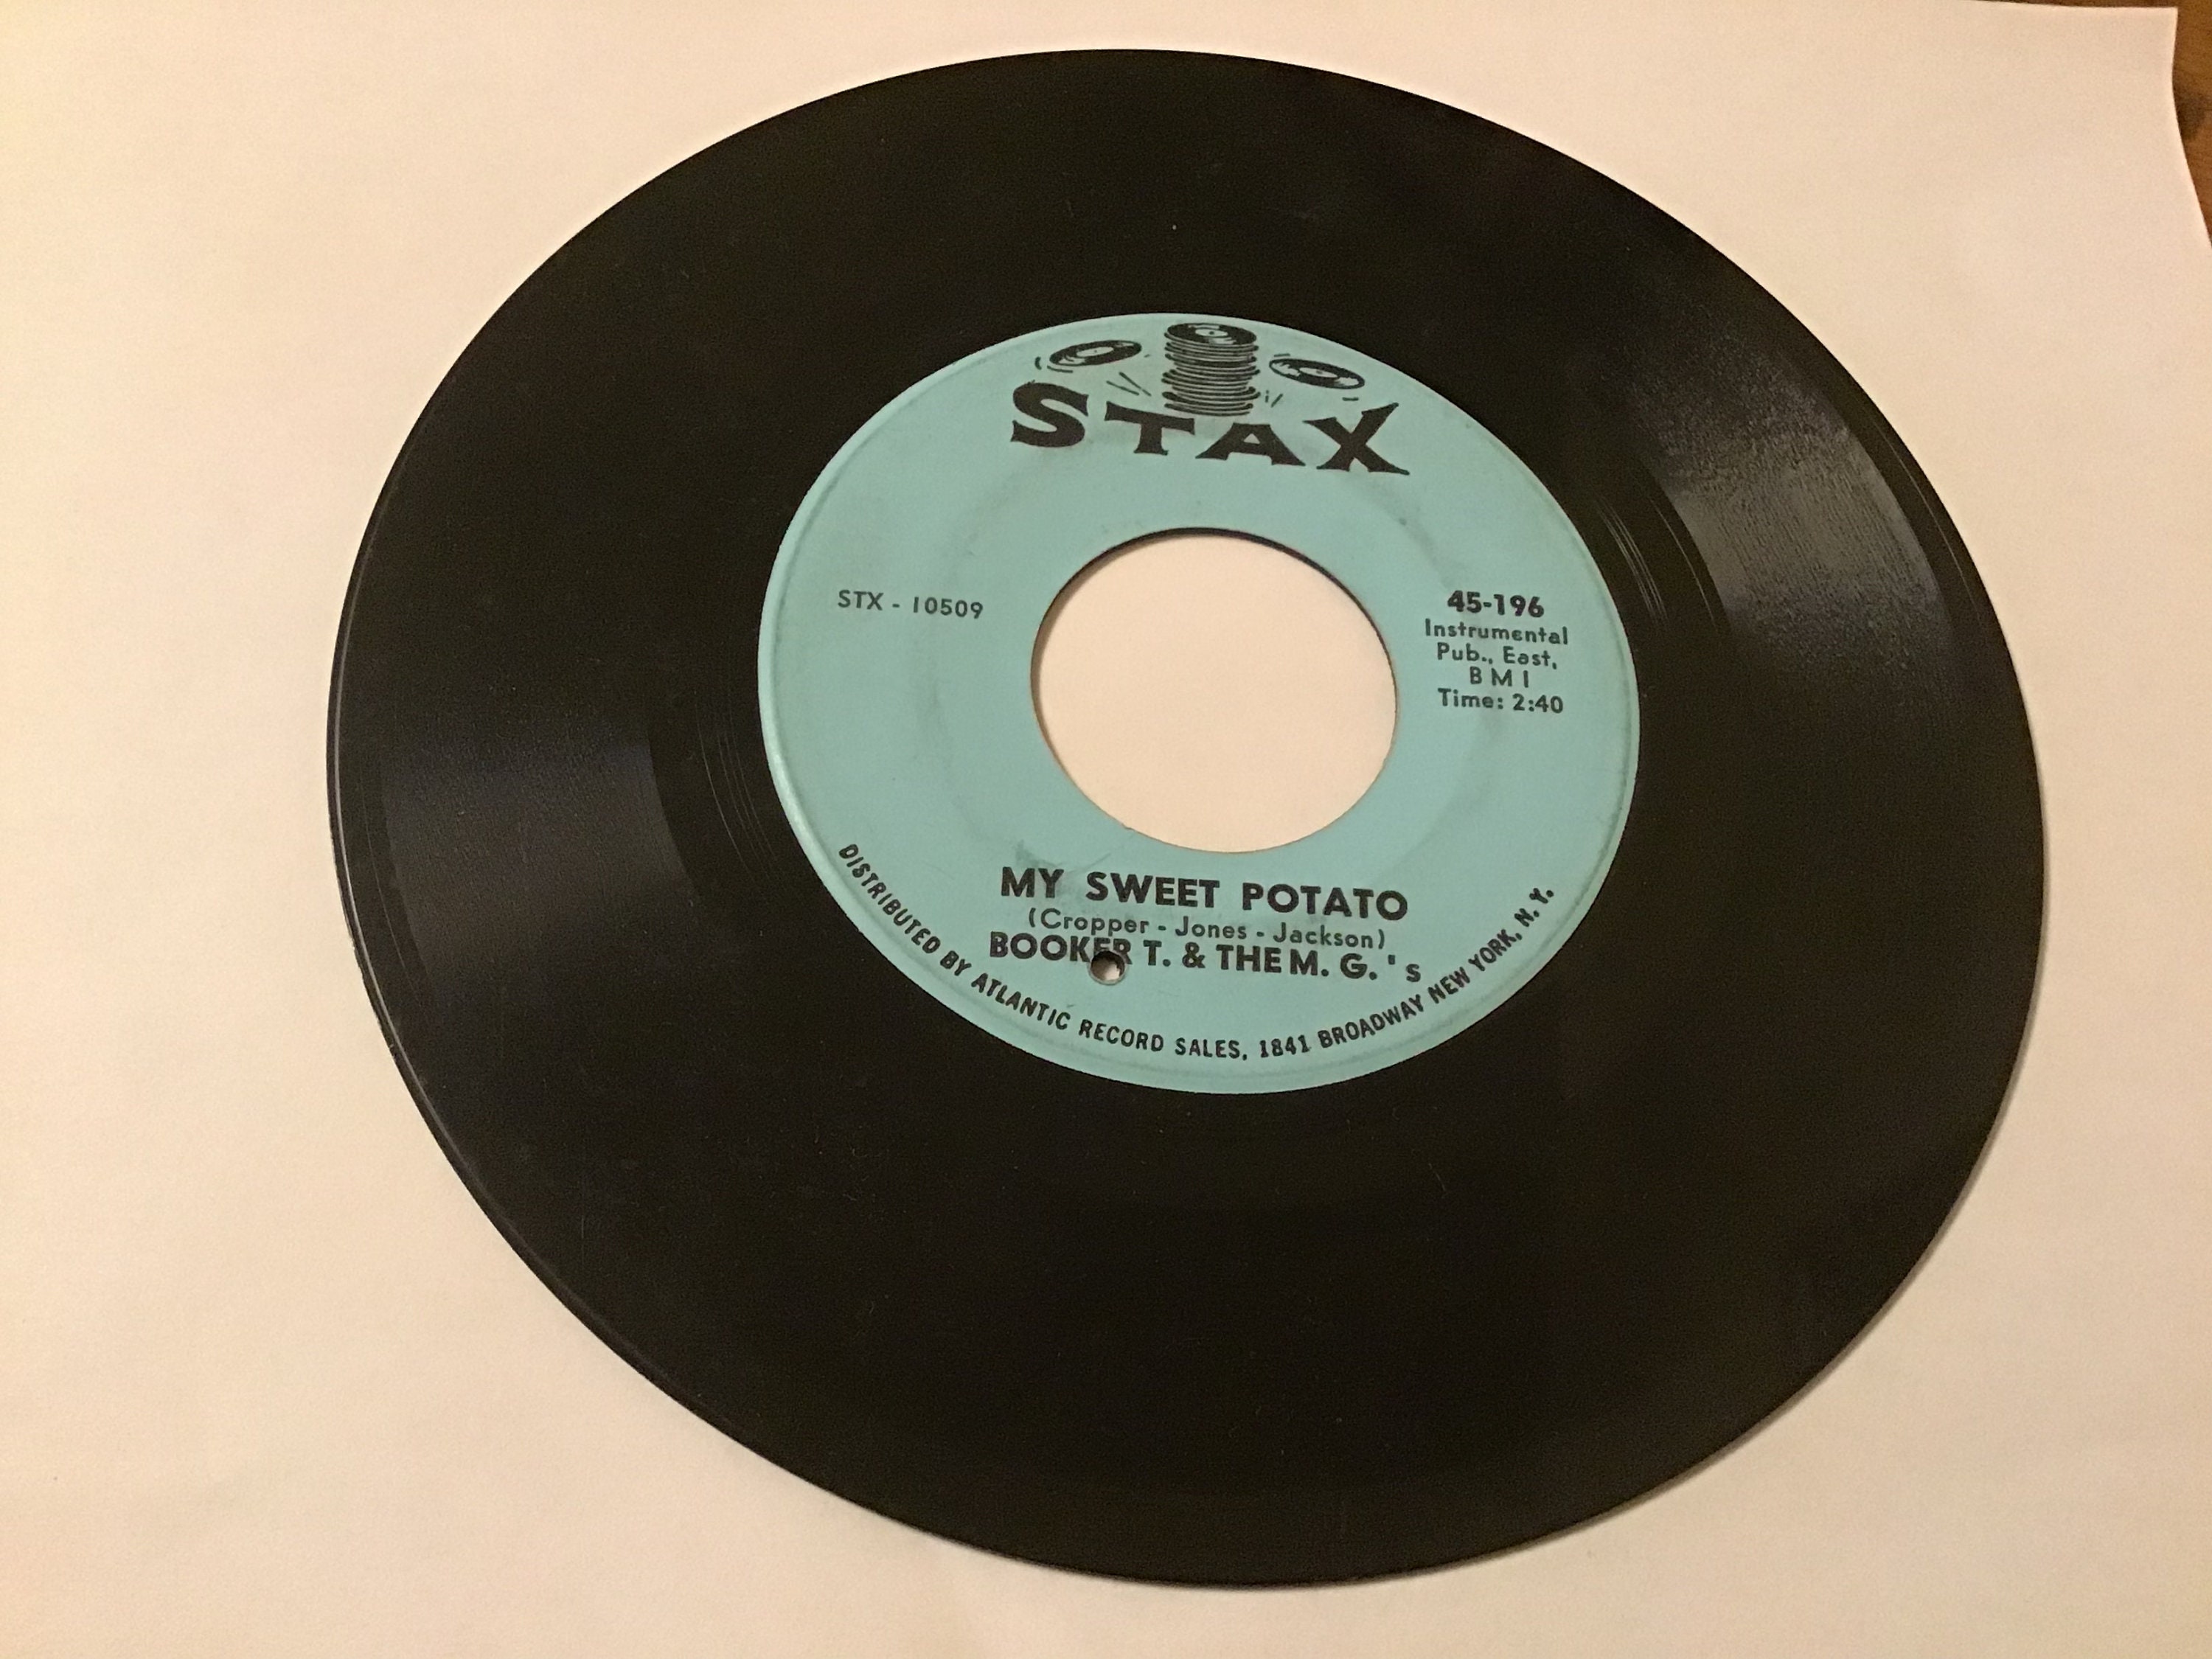 STAX
STX - 10509
45-196
Instrumental
Pub., East,
B M I
Time: 2:40
MY SWEET POTATO
(Cropper - Jones - Jackson)
BOOKER T. & THE M. G. ' s
DISTRIBUTED BY ATLANTIC RECORD SALES, 1841 BROADWAY NEW YORK, N.Y.